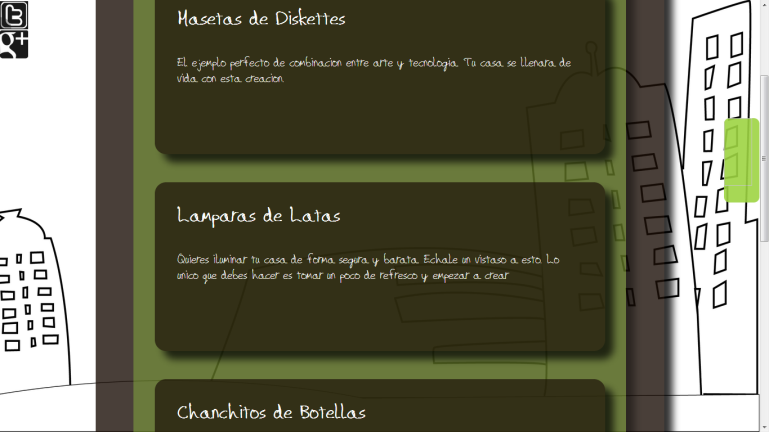 g+
Masetas de Diskettes
El ejemplo perfecto de combinacion entre arte y tecnologia. Tu casa se llenara de
vida con esta creacion.
Lamparas de Latas
Quieres iluminar tu casa de forma segura y barata. Echale un vistaso a esto. Lo
unico que debes hacer es tomar un poco de refresco y empezar a crear
Chanchitos de Botellas